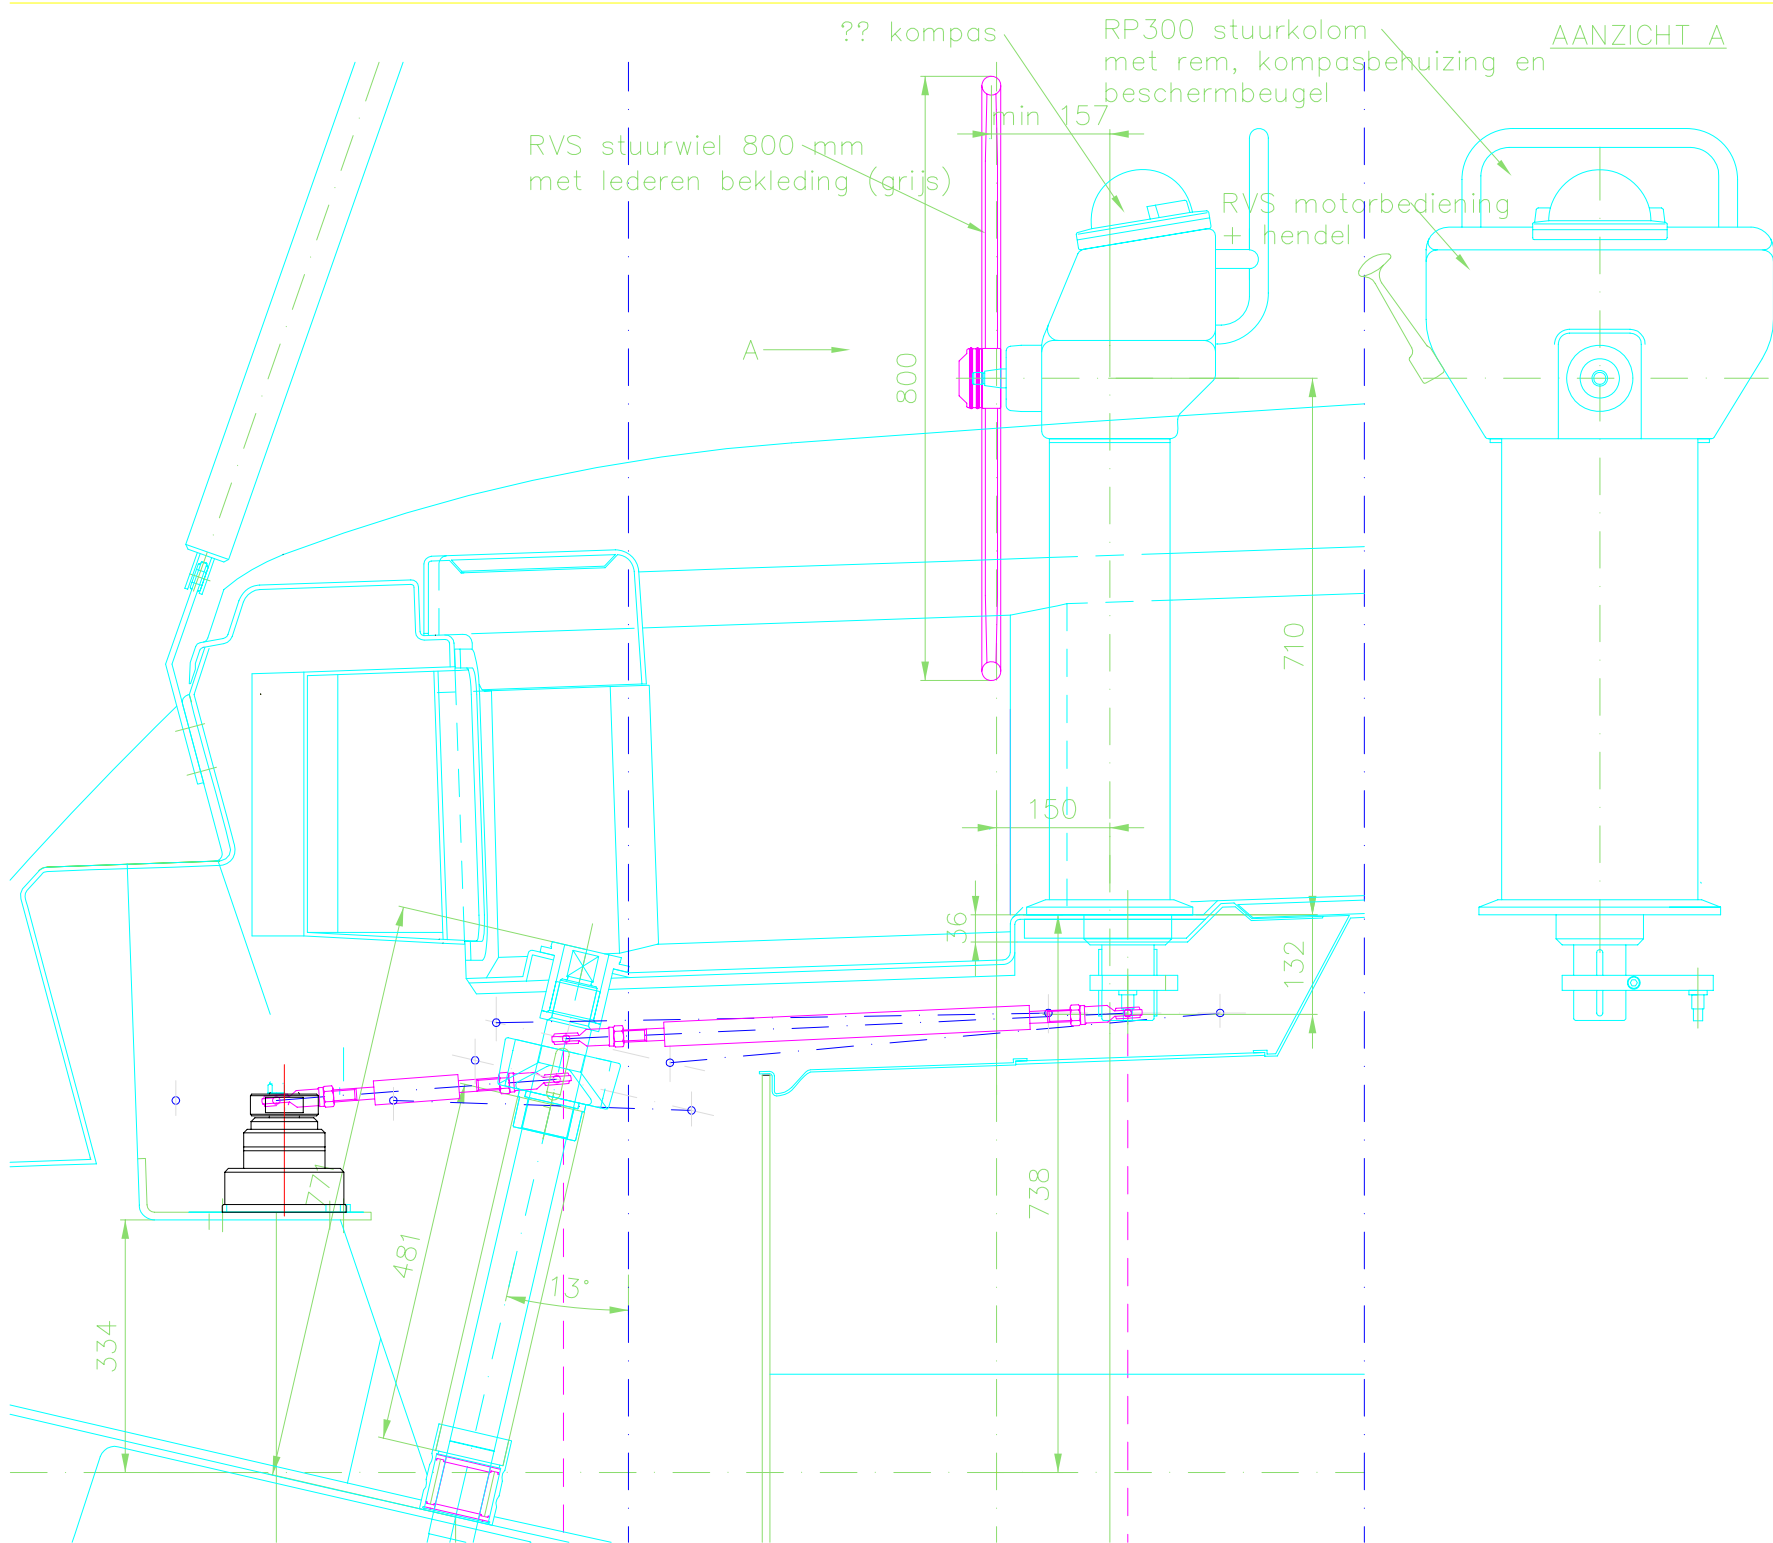 ?? kompas
RP300 stuurkolom
met rem, kompasbehuizing en
beschermbeugel
AANZICHT A
min 157
RVS stuurwiel 800 mm
met lederen bekleding (grijs)
RVS motorbediening
+ hendel
A
800
710
150
36
132
771
738
481
13°
334